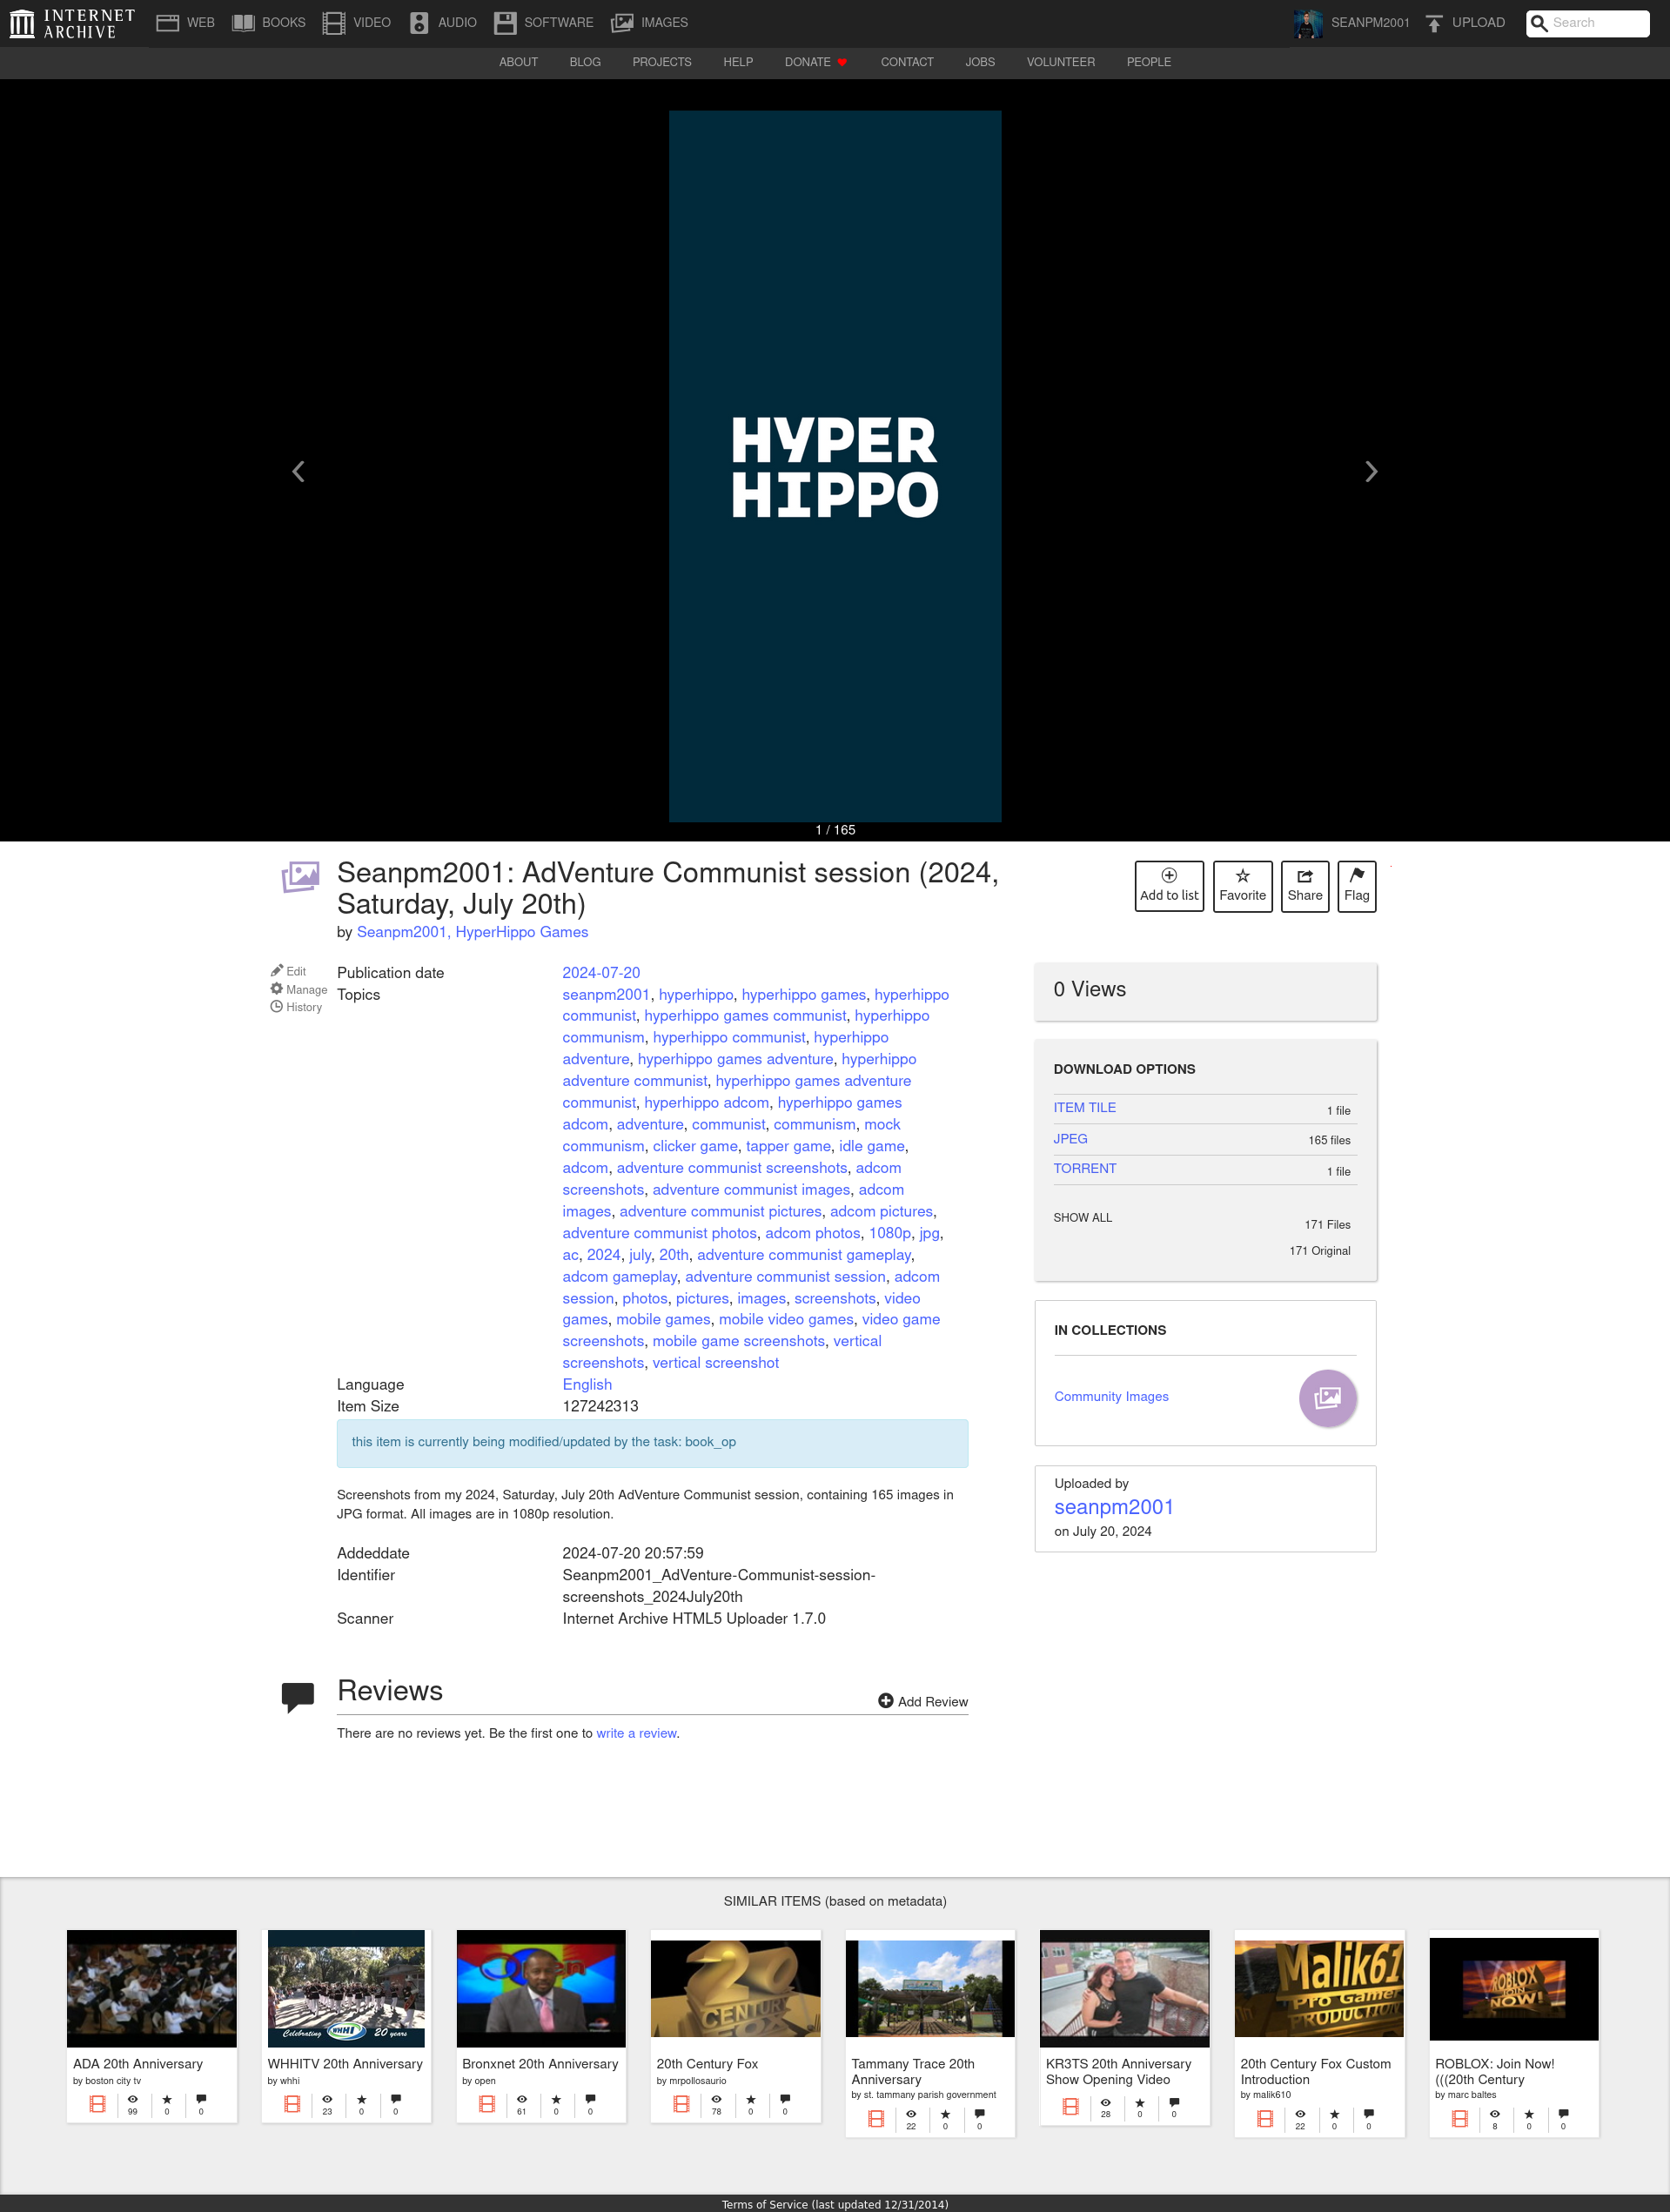 INTERNET
ARCHIVE
WEB BOOKS VIDEO AUDIO SOFTWARE IMAGES SEANPM2001 UPLOAD Search
ABOUT BLOG PROJECTS HELP DONATE CONTACT JOBS VOLUNTEER PEOPLE
HYPER
HIPPO
1 / 165
Seanpm2001: AdVenture Communist session (2024,
Saturday, July 20th)
by Seanpm2001, HyperHippo Games
Add to list Favorite Share Flag
Edit
Manage
History
Publication date 2024-07-20
Topics seanpm2001, hyperhippo, hyperhippo games, hyperhippo
communist, hyperhippo games communist, hyperhippo
communism, hyperhippo communist, hyperhippo
adventure, hyperhippo games adventure, hyperhippo
adventure communist, hyperhippo games adventure
communist, hyperhippo adcom, hyperhippo games
adcom, adventure, communist, communism, mock
communism, clicker game, tapper game, idle game,
adcom, adventure communist screenshots, adcom
screenshots, adventure communist images, adcom
images, adventure communist pictures, adcom pictures,
adventure communist photos, adcom photos, 1080p, jpg,
ac, 2024, july, 20th, adventure communist gameplay,
adcom gameplay, adventure communist session, adcom
session, photos, pictures, images, screenshots, video
games, mobile games, mobile video games, video game
screenshots, mobile game screenshots, vertical
screenshots, vertical screenshot
Language English
Item Size 127242313
this item is currently being modified/updated by the task: book_op
Screenshots from my 2024, Saturday, July 20th AdVenture Communist session, containing 165 images in
JPG format. All images are in 1080p resolution.
Addeddate 2024-07-20 20:57:59
Identifier Seanpm2001_AdVenture-Communist-session-
screenshots_2024July20th
Scanner Internet Archive HTML5 Uploader 1.7.0
0 Views
DOWNLOAD OPTIONS
ITEM TILE 1 file
JPEG 165 files
TORRENT 1 file
SHOW ALL 171 Files
171 Original
IN COLLECTIONS
Community Images
Uploaded by
seanpm2001
on July 20, 2024
Reviews
Add Review
There are no reviews yet. Be the first one to write a review.
SIMILAR ITEMS (based on metadata)
ADA 20th Anniversary
by boston city tv
99 0 0
Celebrating WHHI 20 years
WHHITV 20th Anniversary
by whhi
23 0 0
open
Bronxnet 20th Anniversary
by open
61 0 0
20
CENTURY
20th Century Fox
by mrpollosaurio
78 0 0
Tammany Trace 20th
Anniversary
by st. tammany parish government
22 0 0
KR3TS 20th Anniversary
Show Opening Video
28 0 0
Malik61
Pro Gamer
PRODUCTION
20th Century Fox Custom
Introduction
by malik610
22 0 0
ROBLOX
JOIN
NOW!
ROBLOX: Join Now!
(((20th Century
by marc baltes
8 0 0
Terms of Service (last updated 12/31/2014)